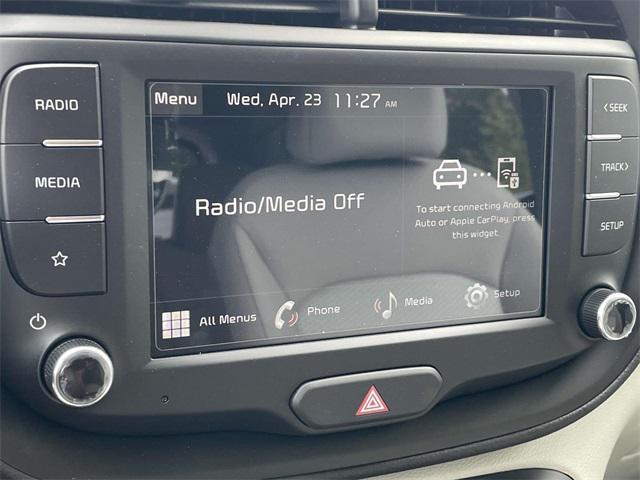 RADIO
MEDIA
Menu
Wed, Apr. 23 11:27 AM
Radio/Media Off
To start connecting Android
Auto or Apple CarPlay, press
this widget.
All Menus
Phone
Media
Setup
< SEEK
TRACK >
SETUP